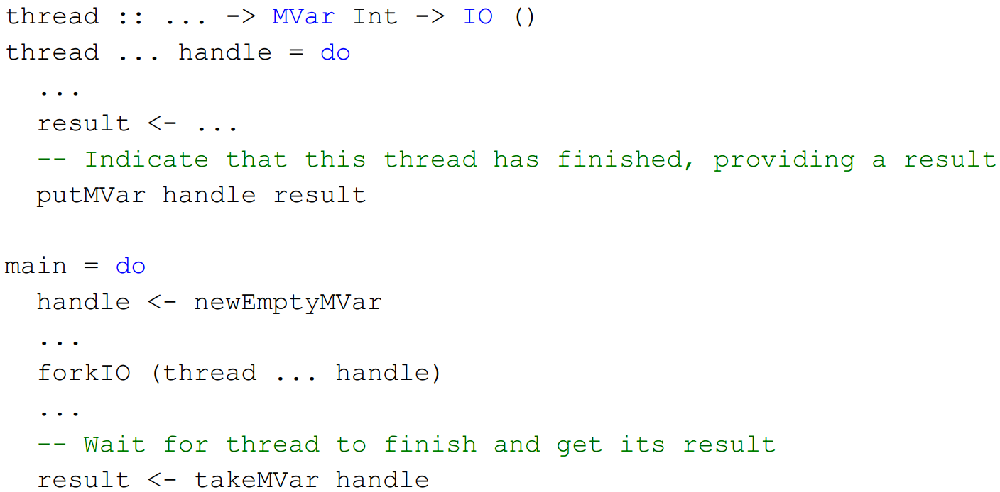 thread :: ... -> MVar Int -> IO ()
thread ... handle = do
...
result <- ...
-- Indicate that this thread has finished, providing a result
putMVar handle result
main = do
handle <- newEmptyMVar
...
forkIO (thread ... handle)
...
-- Wait for thread to finish and get its result
result <- takeMVar handle